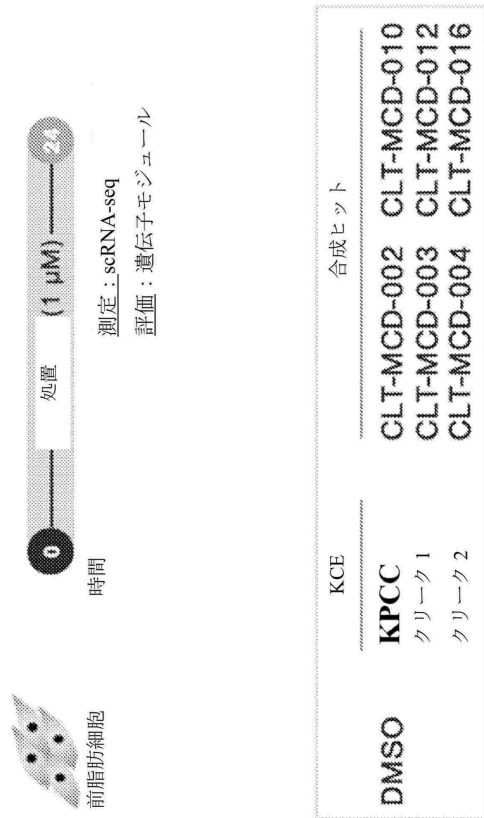 0
処置
(1 μM)
24
時間
測定：scRNA-seq
評価：遺伝子モジュール
前脂肪細胞
KCE
合成ヒット
DMSO
KPCC
クリーク 1
クリーク 2
CLT-MCD-002
CLT-MCD-003
CLT-MCD-004
CLT-MCD-010
CLT-MCD-012
CLT-MCD-016